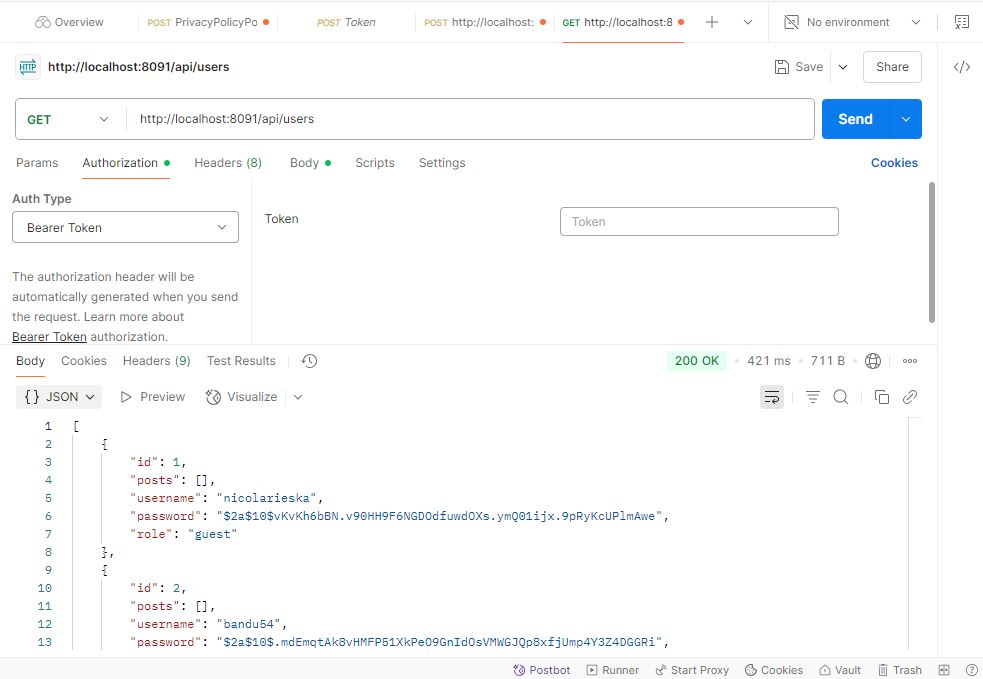 Overview POST PrivacyPolicyPo POST Token POST http://localhost: GET http://localhost:8 No environment
HTTP http://localhost:8091/api/users Save Share
GET http://localhost:8091/api/users Send
Params Authorization Headers (8) Body Scripts Settings Cookies
Auth Type
Bearer Token
Token Token
The authorization header will be
automatically generated when you send
the request. Learn more about
Bearer Token authorization.
Body Cookies Headers (9) Test Results 200 OK • 421 ms • 711 B •
{} JSON Preview Visualize
1 [
2 {
3 "id": 1,
4 "posts": [],
5 "username": "nicolarieska",
6 "password": "$2a$10$vKvKh6bBN.v90HH9F6NGDOdfuwdOXs.ymQ01ijx.9pRyKcUPlmAwe",
7 "role": "guest"
8 },
9 {
10 "id": 2,
11 "posts": [],
12 "username": "bandu54",
13 "password": "$2a$10$.mdEmqtAk8vHMFP51XkPeO9GnIdOsVMWGJQp8xfjUmp4Y3Z4DGGRi",
Postbot Runner Start Proxy Cookies Vault Trash